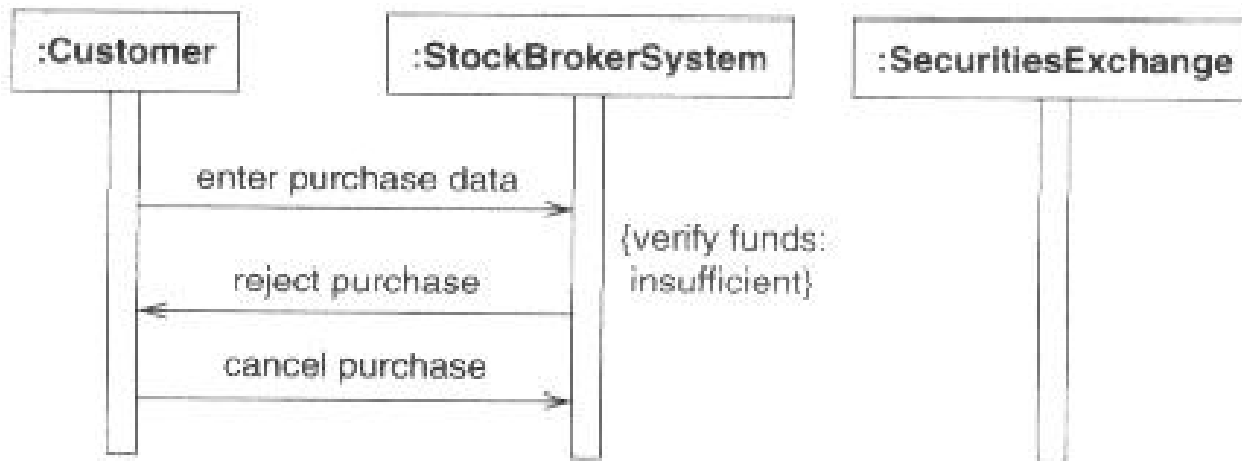 :Customer
:StockBrokerSystem
:SecuritiesExchange
enter purchase data
{verify funds:
insufficient}
reject purchase
cancel purchase